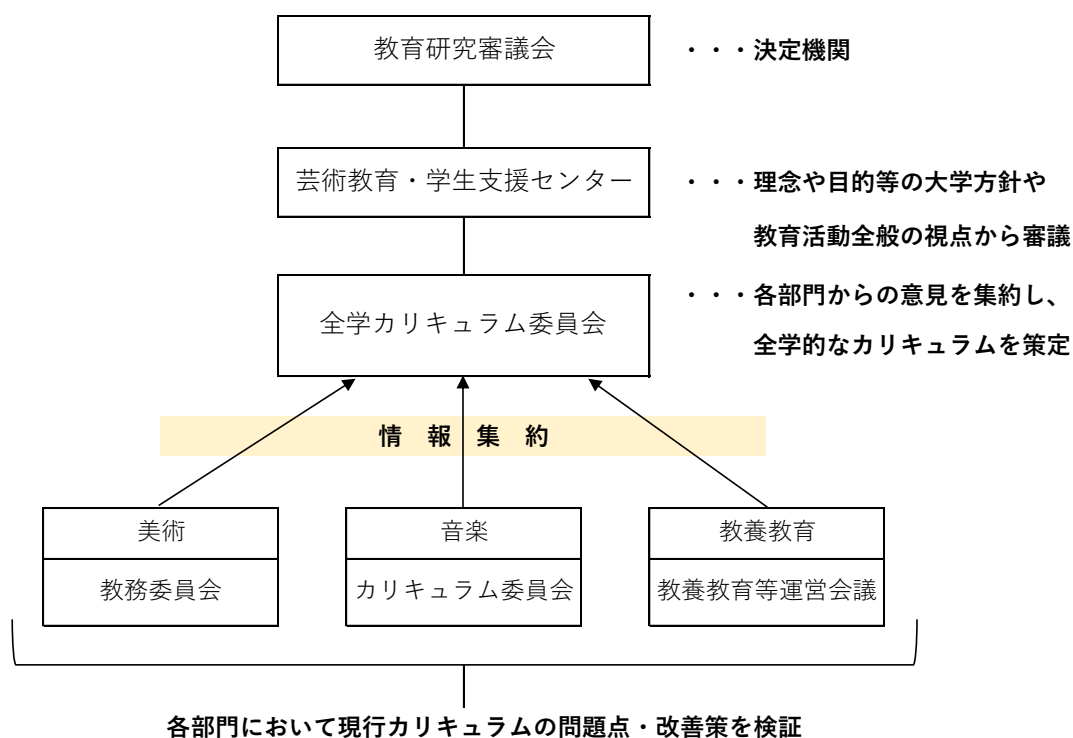 教育研究審議会
・・・決定機関
芸術教育・学生支援センター
・・・理念や目的等の大学方針や
教育活動全般の視点から審議
全学カリキュラム委員会
・・・各部門からの意見を集約し、
全学的なカリキュラムを策定
情 報 集 約
美術
教務委員会
音楽
カリキュラム委員会
教養教育
教養教育等運営会議
各部門において現行カリキュラムの問題点・改善策を検証